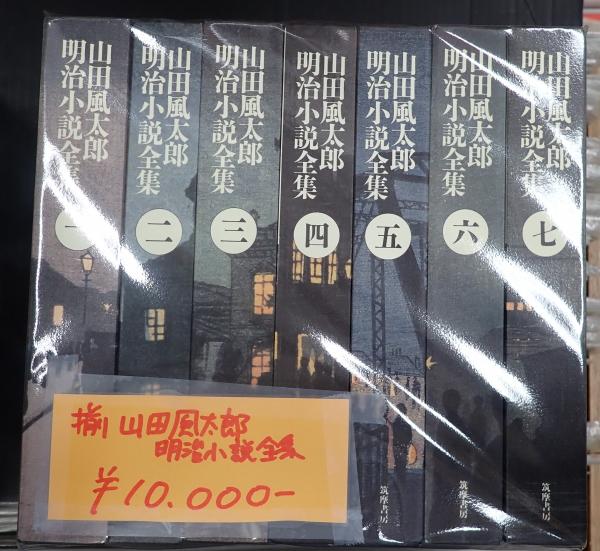 山田風太郎
明治小説全集
一
山田風太郎
明治小説全集
二
山田風太郎
明治小説全集
三
山田風太郎
明治小説全集
四
山田風太郎
明治小説全集
五
筑摩書房
山田風太郎
明治小説全集
六
筑摩書房
山田風太郎
明治小説全集
七
筑摩書房
揃 山田風太郎
明治小説全集
¥10.000-